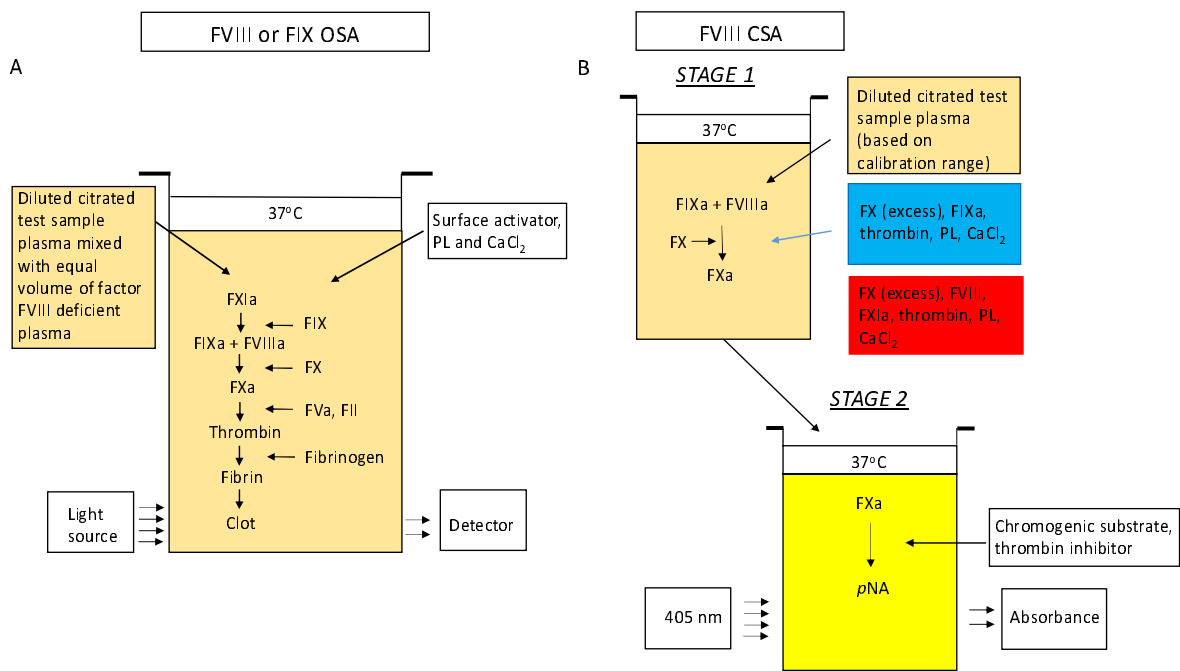 FVIII or FIX OSA
A
37°C
Diluted citrated
test sample
plasma mixed
with equal
volume of factor
FVIII deficient
plasma
Surface activator,
PL and CaCl₂
FXIa
FIX
FIXa + FVIIIa
FX
FXa
FVa, FII
Thrombin
Fibrinogen
Fibrin
Clot
Light
source
Detector
FVIII CSA
B
STAGE 1
37°C
Diluted citrated test
sample plasma
(based on
calibration range)
FIXa + FVIIIa
FX
FXa
FX (excess), FIXa,
thrombin, PL, CaCl₂
FX (excess), FVIII,
FXIa, thrombin, PL,
CaCl₂
STAGE 2
37°C
FXa
Chromogenic substrate,
thrombin inhibitor
pNA
405 nm
Absorbance